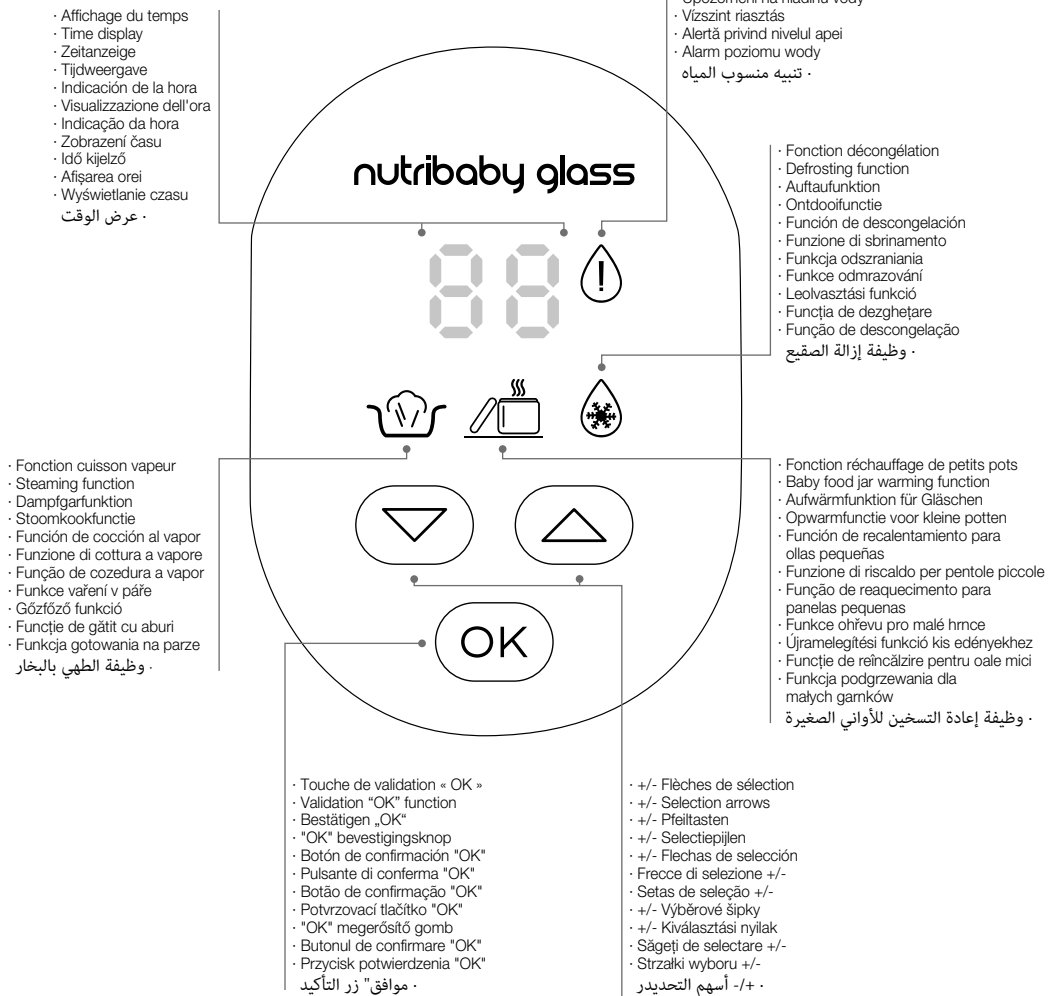 · Affichage du temps
· Time display
· Zeitanzeige
· Tijdweergave
· Indicación de la hora
· Visualizzazione dell'ora
· Indicação da hora
· Zobrazení času
· Idő kijelző
· Afișarea orei
· Wyświetlanie czasu
· عرض الوقت
· Vízszint riasztás
· Alertă privind nivelul apei
· Alarm poziomu wody
· تنبيه منسوب المياه
nutribaby glass
88
!
· Fonction décongélation
· Defrosting function
· Auftaufunktion
· Ontdooifunctie
· Función de descongelación
· Funzione di sbrinamento
· Funkcja odszraniania
· Funkce odmrazování
· Leolvasztási funkció
· Funcția de dezghețare
· Função de descongelação
· وظيفة إزالة الصقيع
· Fonction cuisson vapeur
· Steaming function
· Dampfgarfunktion
· Stoomkookfunctie
· Función de cocción al vapor
· Funzione di cottura a vapore
· Função de cozedura a vapor
· Funkce vaření v páře
· Gőzfőző funkció
· Funcție de gătit cu aburi
· Funkcja gotowania na parze
· وظيفة الطهي بالبخار
· Fonction réchauffage de petits pots
· Baby food jar warming function
· Aufwärmfunktion für Gläschen
· Opwarmfunctie voor kleine potten
· Función de recalentamiento para
ollas pequeñas
· Funzione di riscaldo per pentole piccole
· Função de reaquecimento para
panelas pequenas
· Funkce ohřevu pro malé hrnce
· Újramelegítési funkció kis edényekhez
· Funcție de reîncălzire pentru oale mici
· Funkcja podgrzewania dla
małych garnków
· وظيفة إعادة التسخين للأواني الصغيرة
OK
· Touche de validation « OK »
· Validation “OK” function
· Bestätigen „OK“
· "OK" bevestigingsknop
· Botón de confirmación "OK"
· Pulsante di conferma "OK"
· Botão de confirmação "OK"
· Potvrzovací tlačítko "OK"
· "OK" megerősítő gomb
· Butonul de confirmare "OK"
· Przycisk potwierdzenia "OK"
· موافق" زر التأكيد
· +/- Flèches de sélection
· +/- Selection arrows
· +/- Pfeiltasten
· +/- Selectiepijlen
· +/- Flechas de selección
· Frecce di selezione +/-
· Setas de seleção +/-
· +/- Výběrové šipky
· +/- Kiválasztási nyilak
· Săgeți de selectare +/-
· Strzałki wyboru +/-
· +/- أسهم التحديدر